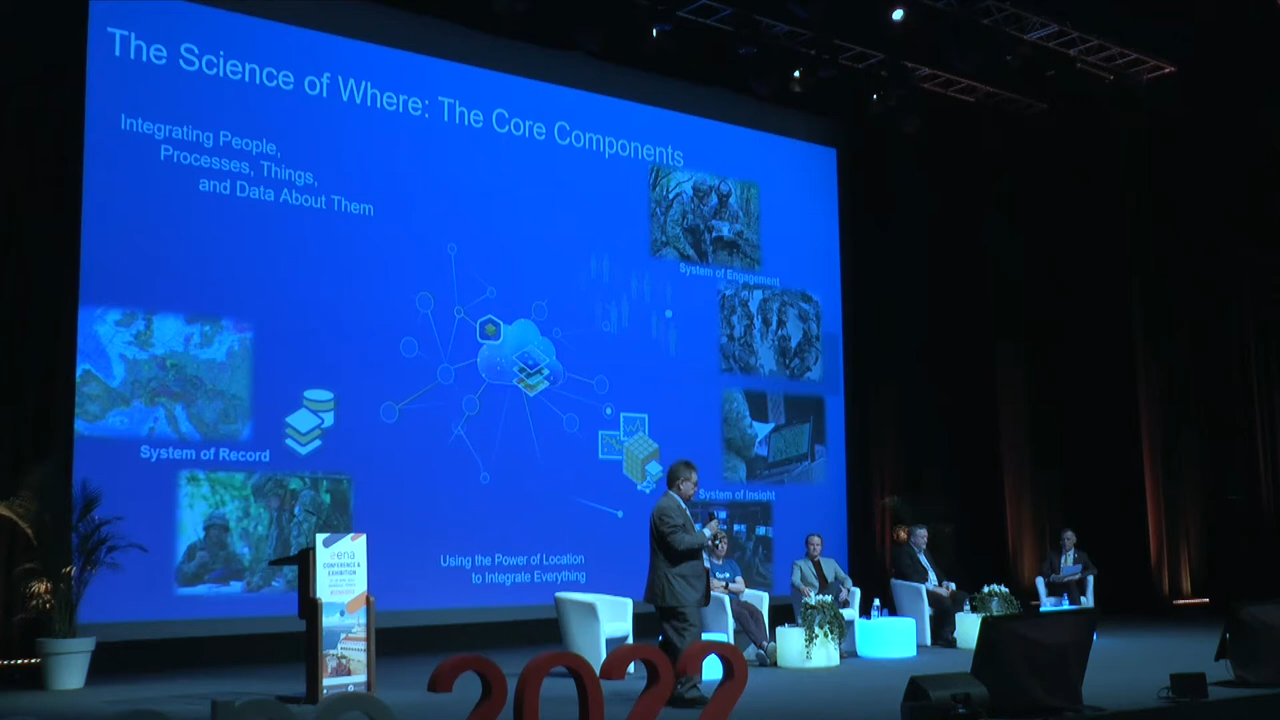 The Science of Where: The Core Components
Integrating People,
Processes, Things,
and Data About Them
System of Engagement
System of Record
System of Insight
Using the Power of Location
to Integrate Everything
eena
CONFERENCE &
EXHIBITION
2022